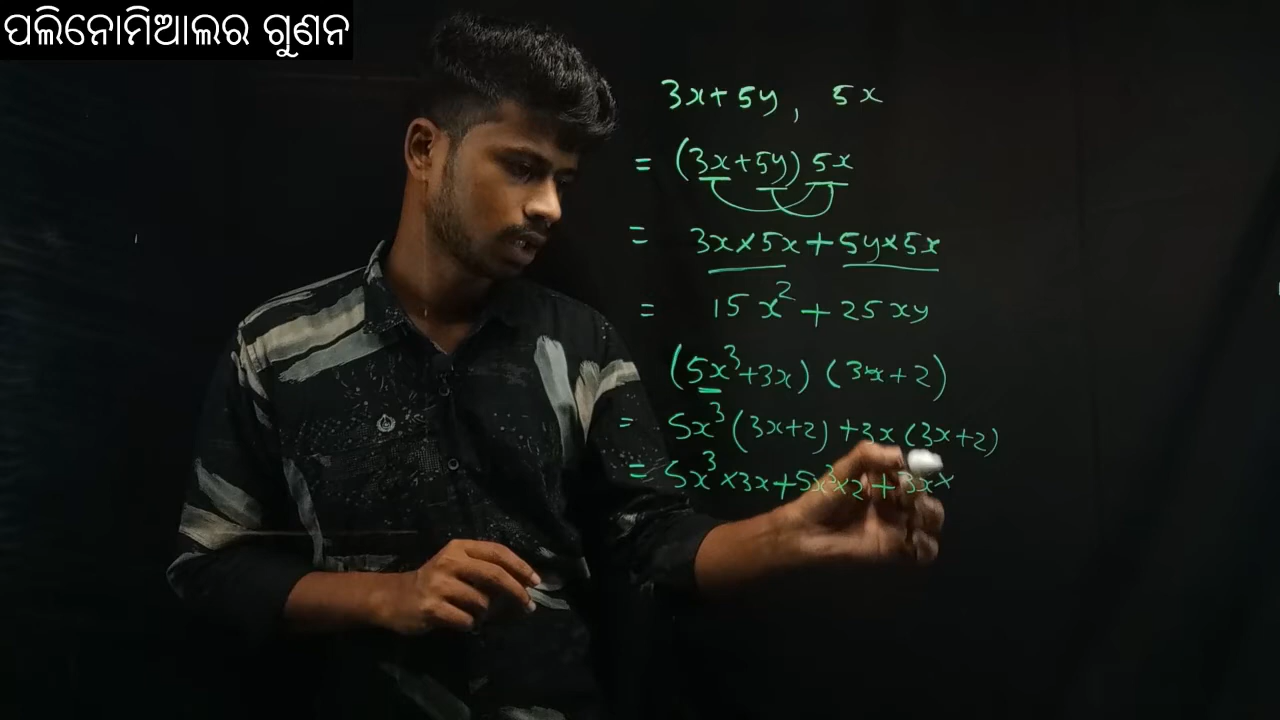 ପଲିନୋମିଆଲର ଗୁଣନ
3x+5y, 5x
= (3x+5y) 5x
= 3x×5x+5y×5x
= 15x²+25xy
(5x³+3x) (3x+2)
= 5x³(3x+2)+3x(3x+2)
= 5x³×3x+5x³×2+3x×